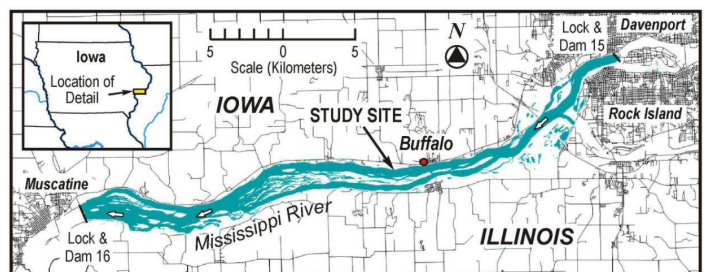 Iowa
Location of
Detail
5 0 5
Scale (Kilometers)
N
Lock &
Dam 15
Davenport
IOWA
STUDY SITE
Buffalo
Rock Island
Muscatine
Mississippi River
Lock &
Dam 16
ILLINOIS